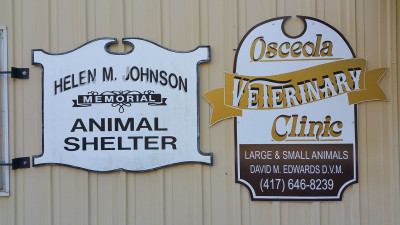 HELEN M. JOHNSON
MEMORIAL
ANIMAL
SHELTER
Osceola
VETERINARY
Clinic
LARGE & SMALL ANIMALS
DAVID M. EDWARDS D.V.M.
(417) 646-8239